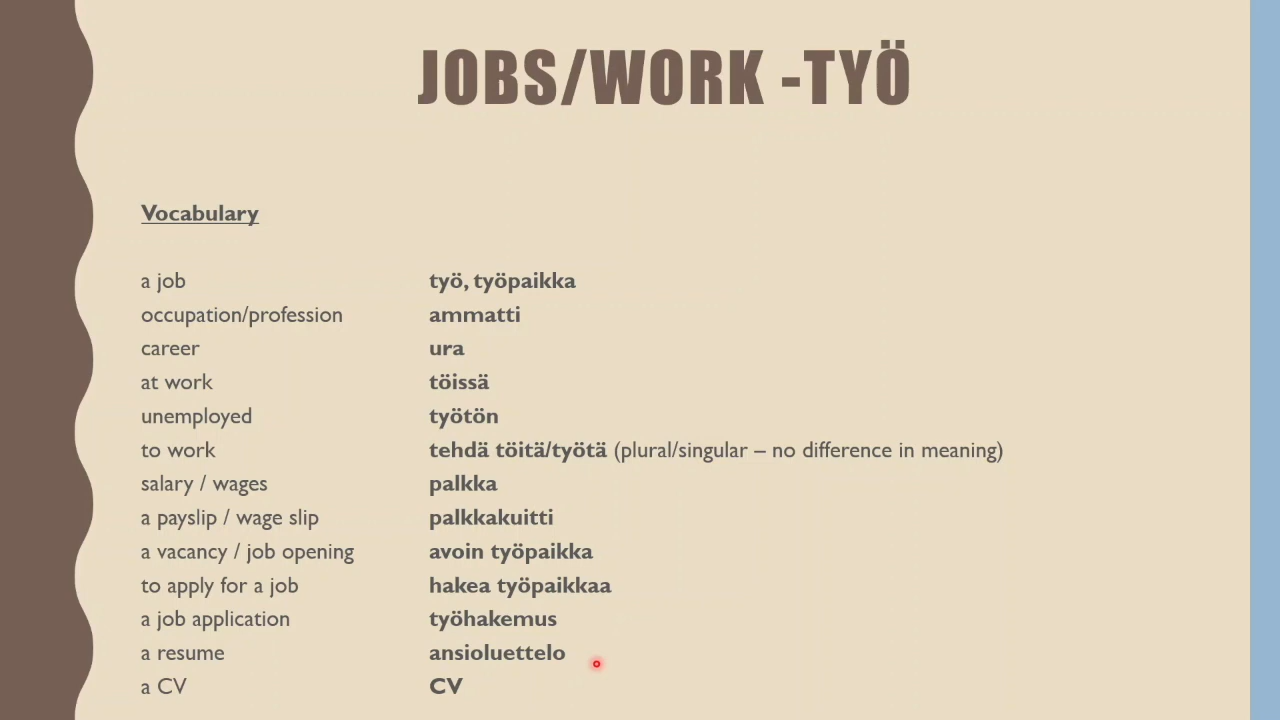 JOBS/WORK -TYÖ
Vocabulary
a job työ, työpaikka
occupation/profession ammatti
career ura
at work töissä
unemployed työtön
to work tehdä töitä/työtä (plural/singular – no difference in meaning)
salary / wages palkka
a payslip / wage slip palkkakuitti
a vacancy / job opening avoin työpaikka
to apply for a job hakea työpaikkaa
a job application työhakemus
a resume ansioluettelo
a CV CV